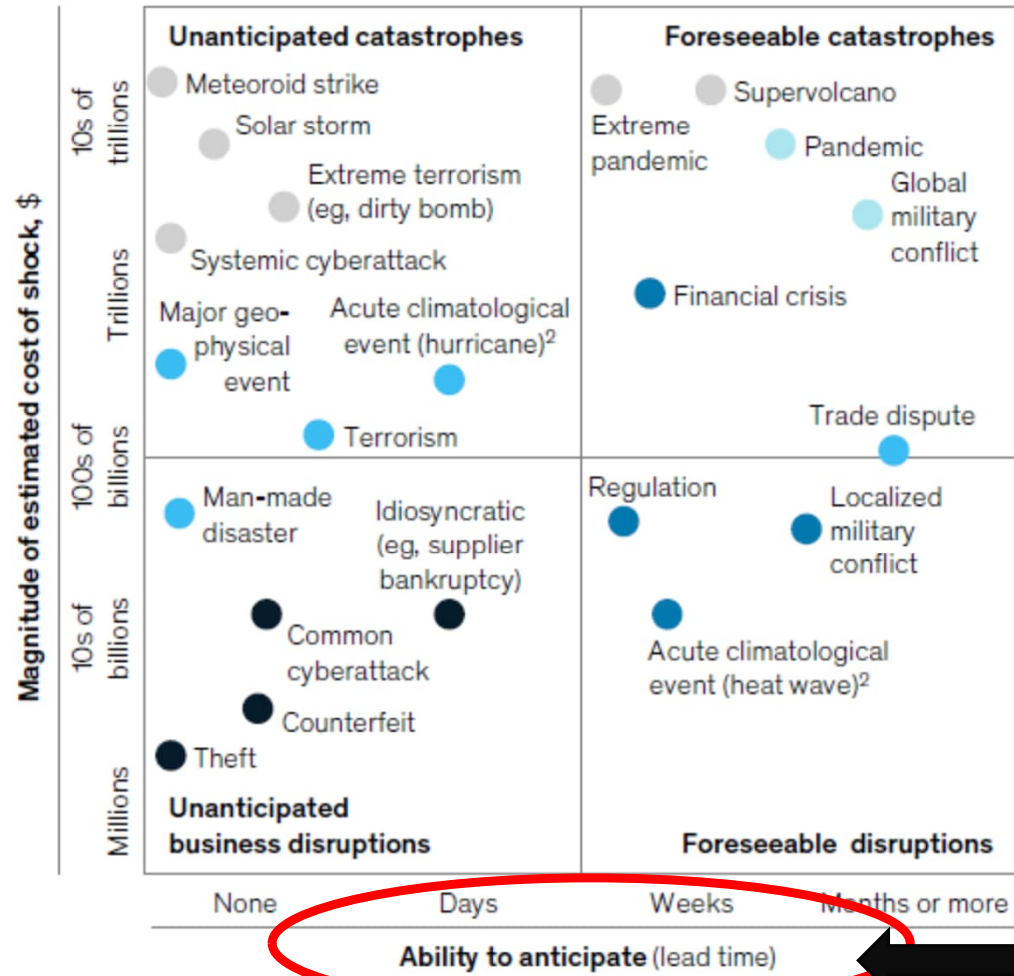 Magnitude of estimated cost of shock, $
10s of
trillions
Trillions
100s of
billions
10s of
billions
Millions
Unanticipated catastrophes
Meteoroid strike
Solar storm
Extreme terrorism
(eg, dirty bomb)
Systemic cyberattack
Major geo-
physical
event
Acute climatological
event (hurricane)²
Terrorism
Foreseeable catastrophes
Supervolcano
Extreme
pandemic
Pandemic
Global
military
conflict
Financial crisis
Trade dispute
Man-made
disaster
Idiosyncratic
(eg, supplier
bankruptcy)
Common
cyberattack
Counterfeit
Theft
Unanticipated
business disruptions
Regulation
Localized
military
conflict
Acute climatological
event (heat wave)²
Foreseeable disruptions
None Days Weeks Months or more
Ability to anticipate (lead time)